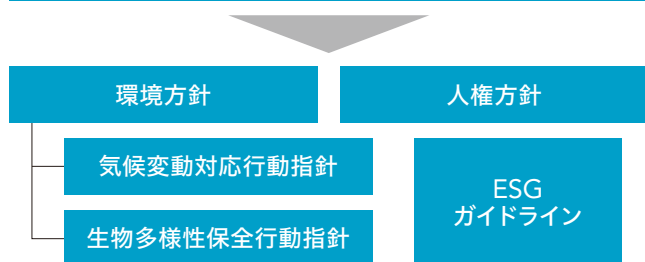 環境方針
人権方針
気候変動対応行動指針
生物多様性保全行動指針
ESG
ガイドライン